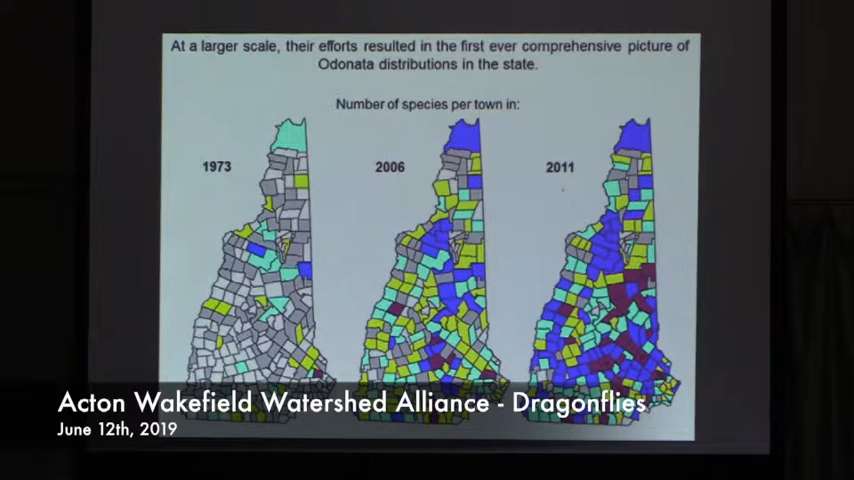 At a larger scale, their efforts resulted in the first ever comprehensive picture of
Odonata distributions in the state.
Number of species per town in:
1973
2006
2011
Acton Wakefield Watershed Alliance - Dragonflies
June 12th, 2019